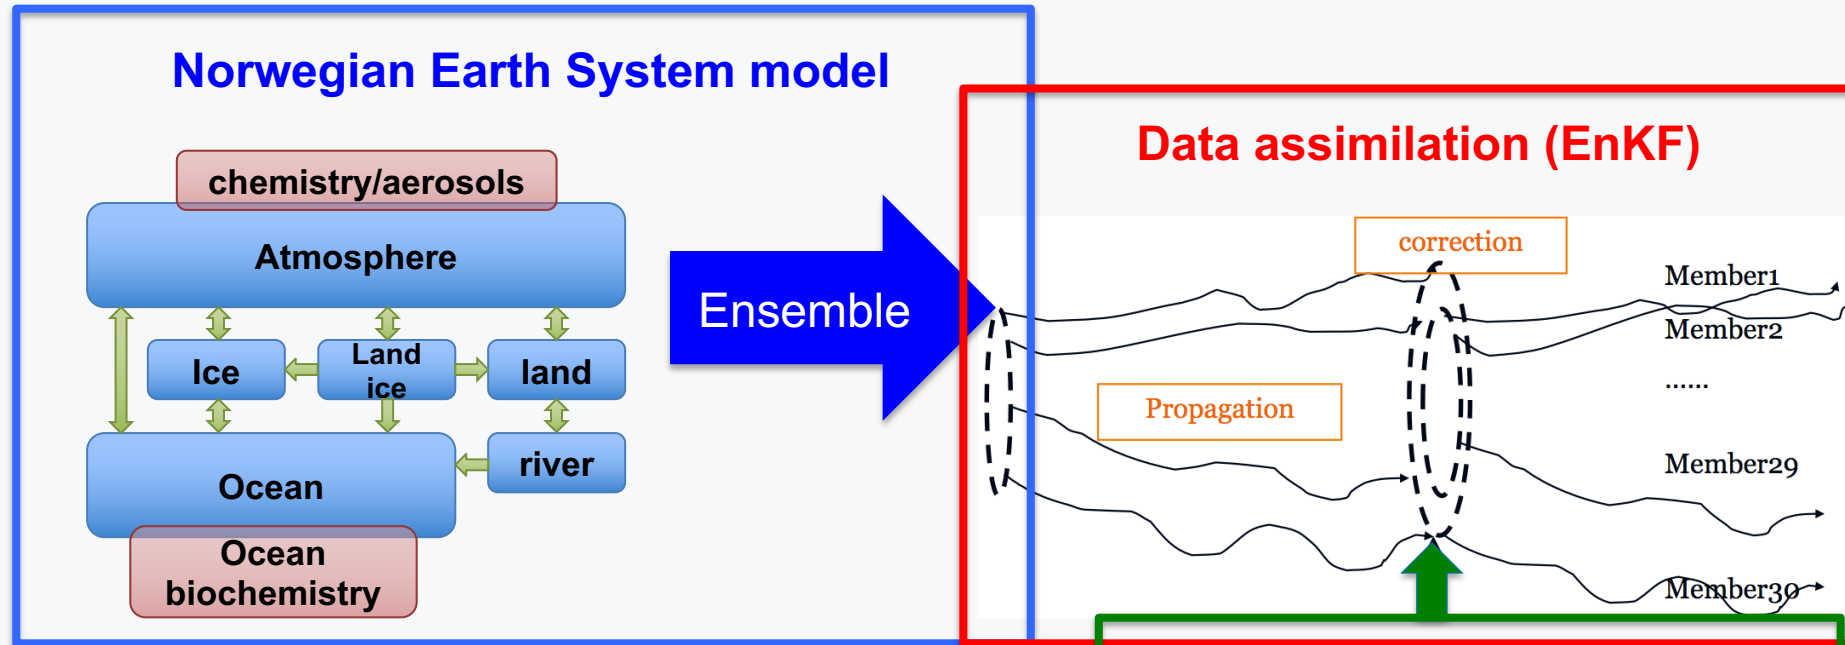 Norwegian Earth System model
chemistry/aerosols
Atmosphere
Ice
Land
ice
land
Ocean
river
Ocean
biochemistry
Ensemble
Data assimilation (EnKF)
correction
Propagation
Member1
Member2
......
Member29
Member30